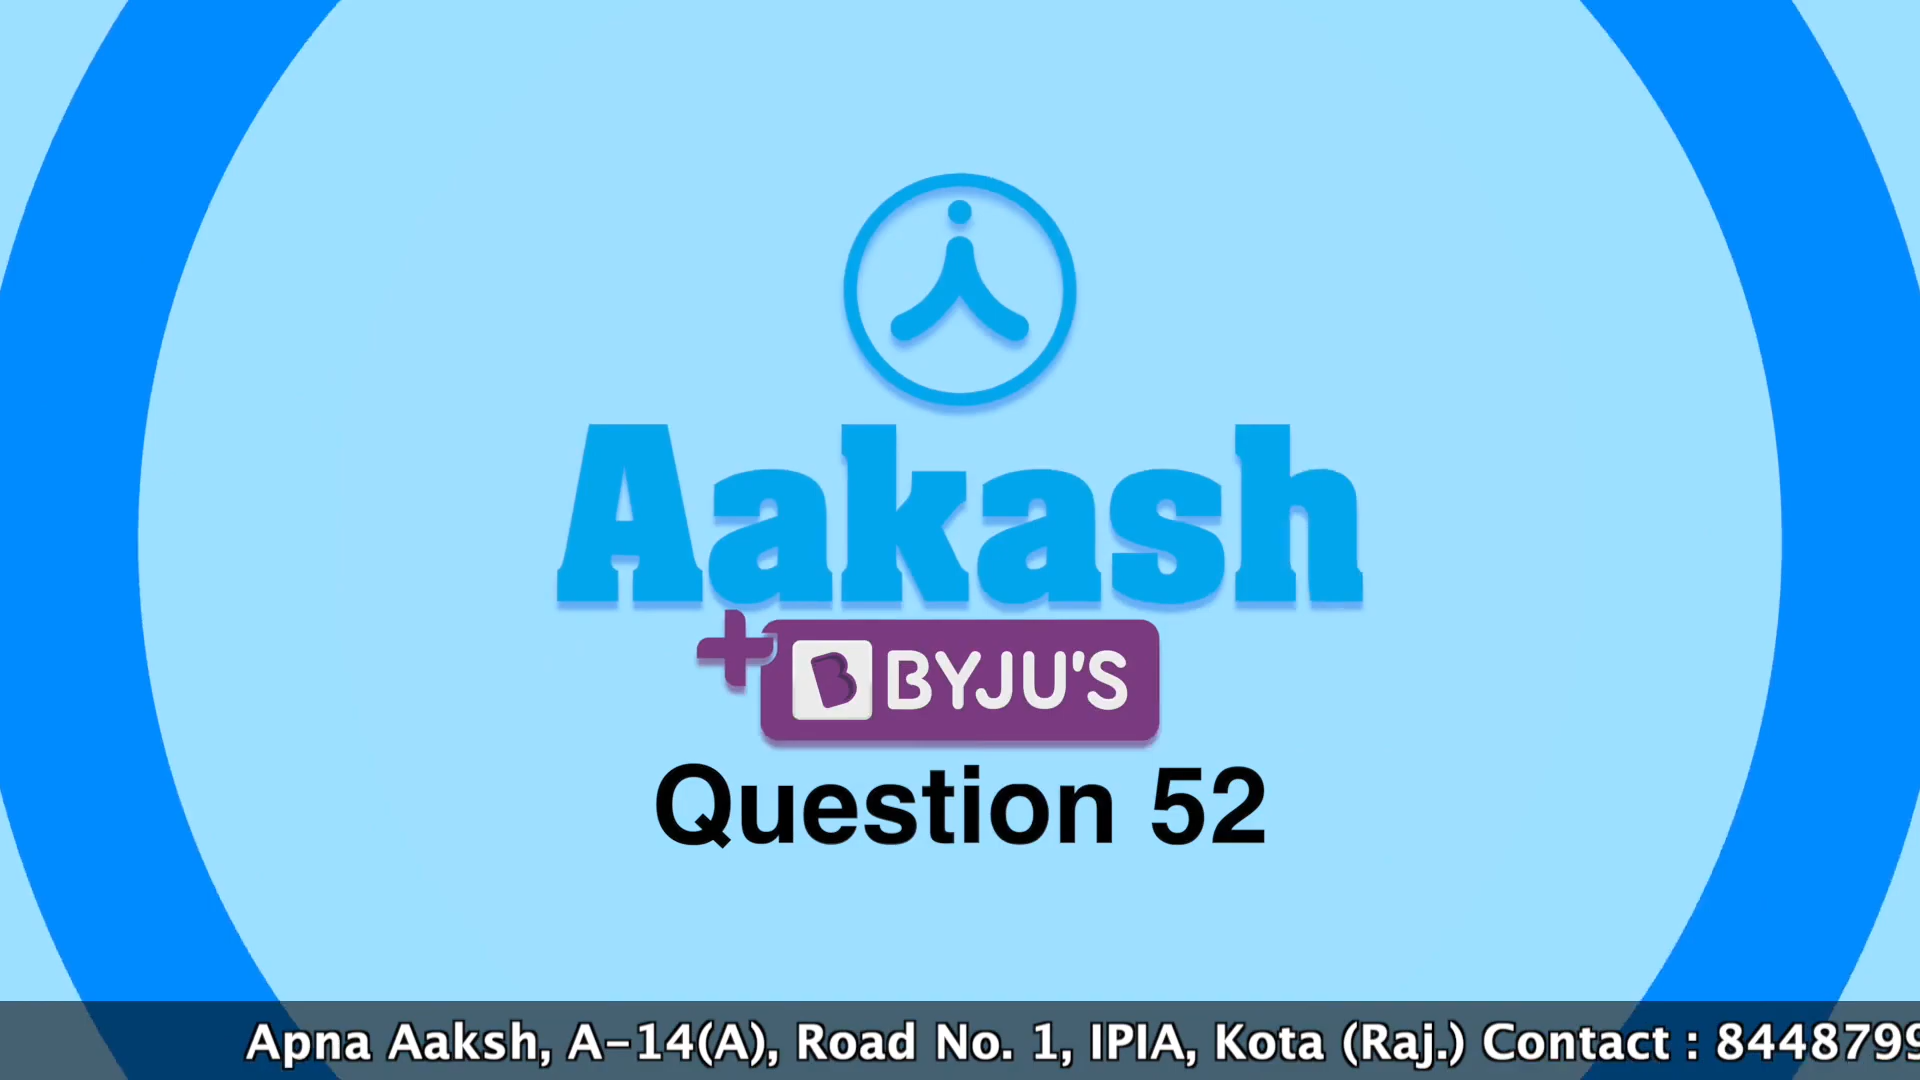 Aakash
+ BYJU'S
Question 52
Apna Aaksh, A-14(A), Road No. 1, IPIA, Kota (Raj.) Contact : 8448799